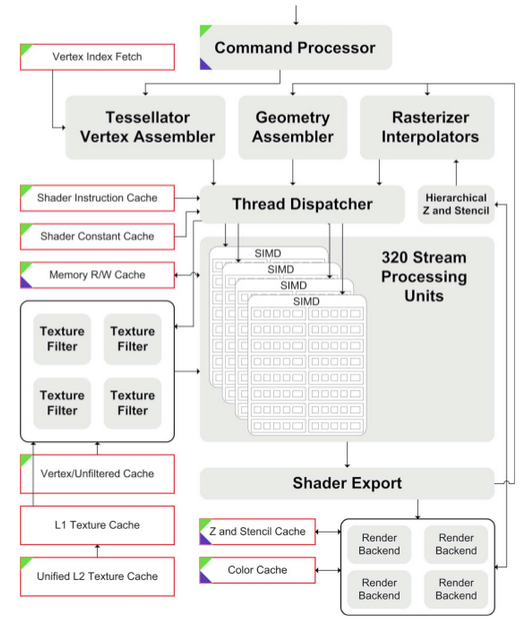 Command Processor
Vertex Index Fetch
Tessellator
Vertex Assembler
Geometry
Assembler
Rasterizer
Interpolators
Shader Instruction Cache
Thread Dispatcher
Hierarchical
Z and Stencil
Shader Constant Cache
Memory R/W Cache
SIMD
SIMD
SIMD
SIMD
320 Stream
Processing
Units
Texture
Filter
Texture
Filter
Texture
Filter
Texture
Filter
Vertex/Unfiltered Cache
Shader Export
L1 Texture Cache
Z and Stencil Cache
Render
Backend
Render
Backend
Unified L2 Texture Cache
Color Cache
Render
Backend
Render
Backend